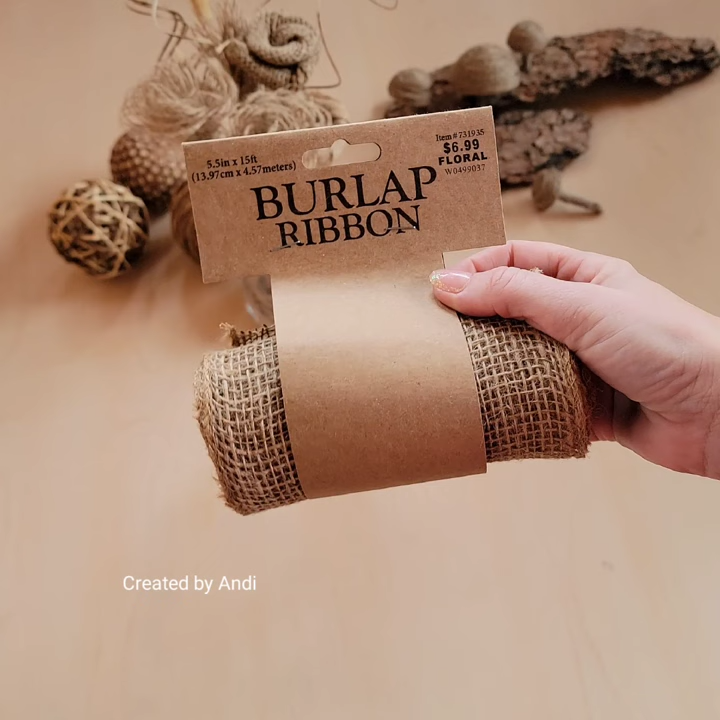 5.5in x 15ft
(13.97cm x 4.57meters)
Item#731935
$6.99
FLORAL
W0499037
BURLAP
RIBBON
Created by Andi